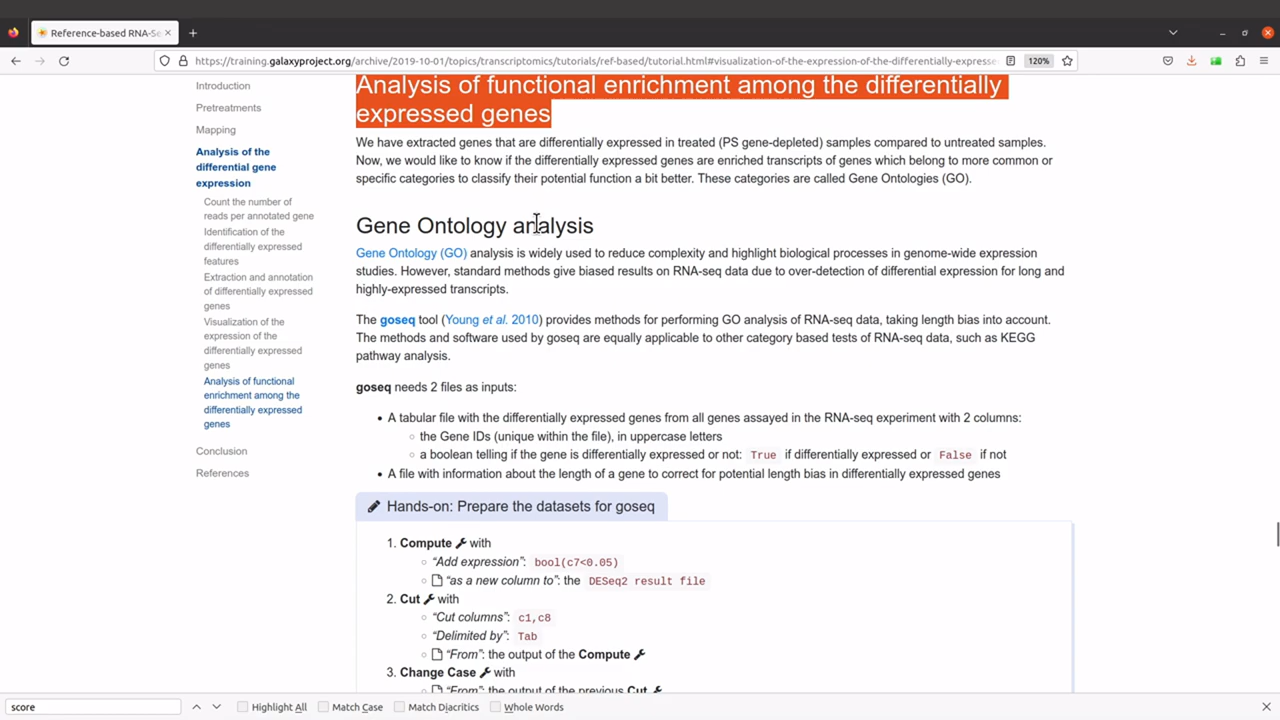 Reference-based RNA-Se
https://training.galaxyproject.org/archive/2019-10-01/topics/transcriptomics/tutorials/ref-based/tutorial.html#visualization-of-the-expression-of-the-differentially-expresse
120%
Introduction
Pretreatments
Mapping
Analysis of the
differential gene
expression
Count the number of
reads per annotated gene
Identification of the
differentially expressed
features
Extraction and annotation
of differentially expressed
genes
Visualization of the
expression of the
differentially expressed
genes
Analysis of functional
enrichment among the
differentially expressed
genes
Conclusion
References
Analysis of functional enrichment among the differentially
expressed genes
We have extracted genes that are differentially expressed in treated (PS gene-depleted) samples compared to untreated samples.
Now, we would like to know if the differentially expressed genes are enriched transcripts of genes which belong to more common or
specific categories to classify their potential function a bit better. These categories are called Gene Ontologies (GO).
Gene Ontology analysis
Gene Ontology (GO) analysis is widely used to reduce complexity and highlight biological processes in genome-wide expression
studies. However, standard methods give biased results on RNA-seq data due to over-detection of differential expression for long and
highly-expressed transcripts.
The goseq tool (Young et al. 2010) provides methods for performing GO analysis of RNA-seq data, taking length bias into account.
The methods and software used by goseq are equally applicable to other category based tests of RNA-seq data, such as KEGG
pathway analysis.
goseq needs 2 files as inputs:
• A tabular file with the differentially expressed genes from all genes assayed in the RNA-seq experiment with 2 columns:
◦ the Gene IDs (unique within the file), in uppercase letters
◦ a boolean telling if the gene is differentially expressed or not: True if differentially expressed or False if not
• A file with information about the length of a gene to correct for potential length bias in differentially expressed genes
Hands-on: Prepare the datasets for goseq
1. Compute with
◦ “Add expression”: bool(c7<0.05)
◦ “as a new column to”: the DESeq2 result file
2. Cut with
◦ “Cut columns”: c1,c8
◦ “Delimited by”: Tab
◦ “From”: the output of the Compute
3. Change Case with
◦ “From”: the output of the previous Cut
score
Highlight All
Match Case
Match Diacritics
Whole Words